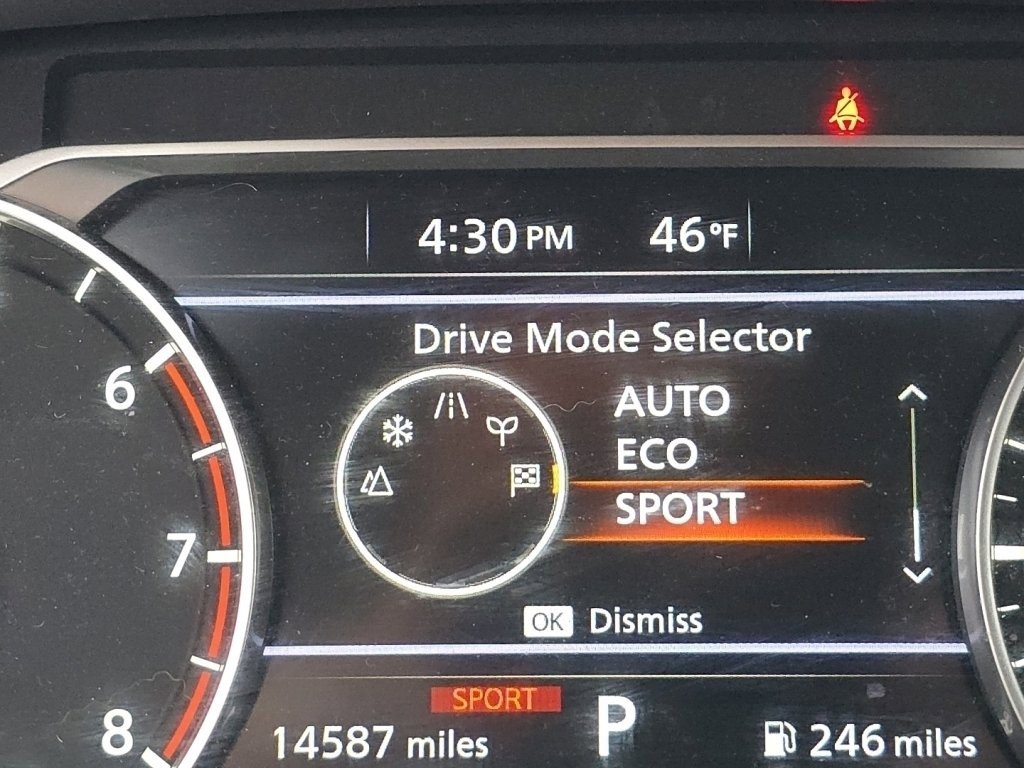 4:30 PM 46°F
Drive Mode Selector
AUTO
ECO
SPORT
OK Dismiss
6
7
8
SPORT
14587 miles P 246 miles